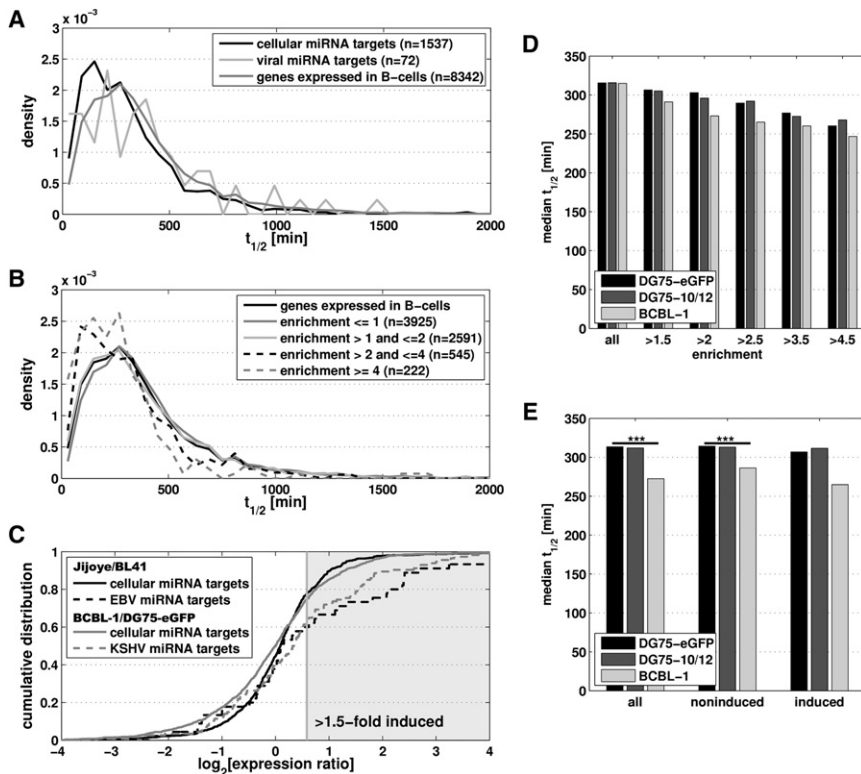 A
x 10⁻³
3
2.5
2
1.5
1
0.5
0
density
cellular miRNA targets (n=1537)
viral miRNA targets (n=72)
genes expressed in B−cells (n=8342)
0
500
1000
1500
2000
t1/2 [min]
B
x 10⁻³
3
2.5
2
1.5
1
0.5
0
density
genes expressed in B−cells
enrichment <= 1 (n=3925)
enrichment > 1 and <=2 (n=2591)
enrichment > 2 and <=4 (n=545)
enrichment >= 4 (n=222)
0
500
1000
1500
2000
t1/2 [min]
C
1
0.8
0.6
0.4
0.2
0
cumulative distribution
Jijoye/BL41
cellular miRNA targets
EBV miRNA targets
BCBL−1/DG75−eGFP
cellular miRNA targets
KSHV miRNA targets
>1.5−fold induced
−4
−3
−2
−1
0
1
2
3
4
log2[expression ratio]
D
350
300
250
200
150
100
50
0
median t1/2 [min]
DG75−eGFP
DG75−10/12
BCBL−1
all
>1.5
>2
>2.5
>3.5
>4.5
enrichment
E
350
300
250
200
150
100
50
0
median t1/2 [min]
***
***
DG75−eGFP
DG75−10/12
BCBL−1
all
noninduced
induced